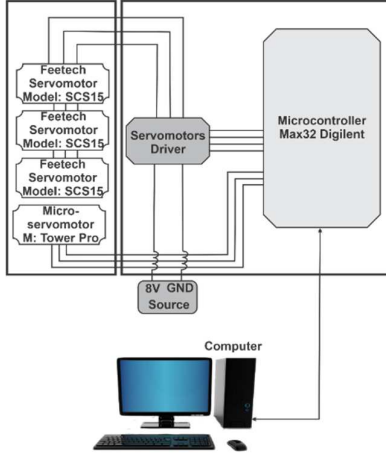 Feetech
Servomotor
Model: SCS15
Feetech
Servomotor
Model: SCS15
Feetech
Servomotor
Model: SCS15
Micro-
servomotor
M: Tower Pro
Servomotors
Driver
Microcontroller
Max32 Digilent
8V GND
Source
Computer